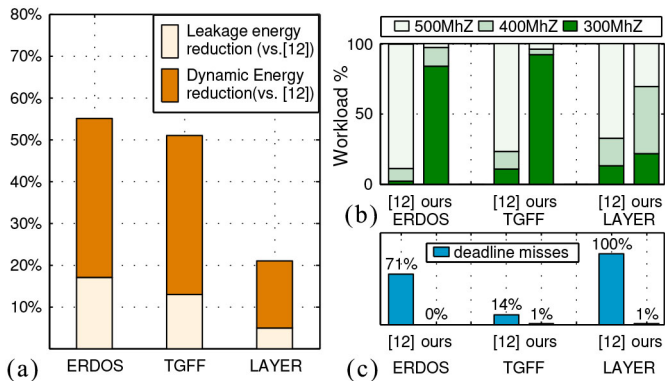 80%
70%
60%
50%
40%
30%
20%
10%
Leakage energy
reduction (vs.[12])
Dynamic Energy
reduction(vs. [12])
ERDOS TGFF LAYER
(a)
500MhZ 400MhZ 300MhZ
Workload %
100
50
0
[12] ours [12] ours [12] ours
ERDOS TGFF LAYER
(b)
deadline misses
71% 0% 14% 1% 100% 1%
[12] ours [12] ours [12] ours
ERDOS TGFF LAYER
(c)